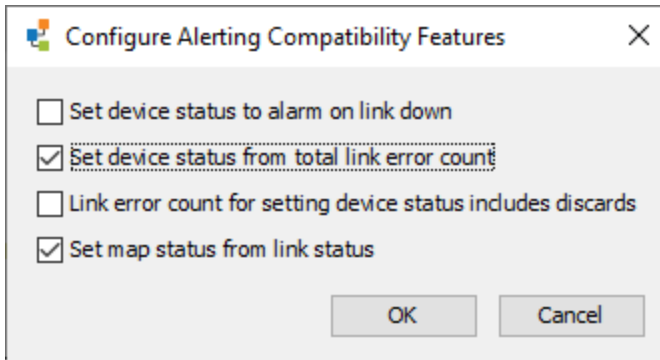 Configure Alerting Compatibility Features
Set device status to alarm on link down
Set device status from total link error count
Link error count for setting device status includes discards
Set map status from link status
OK Cancel